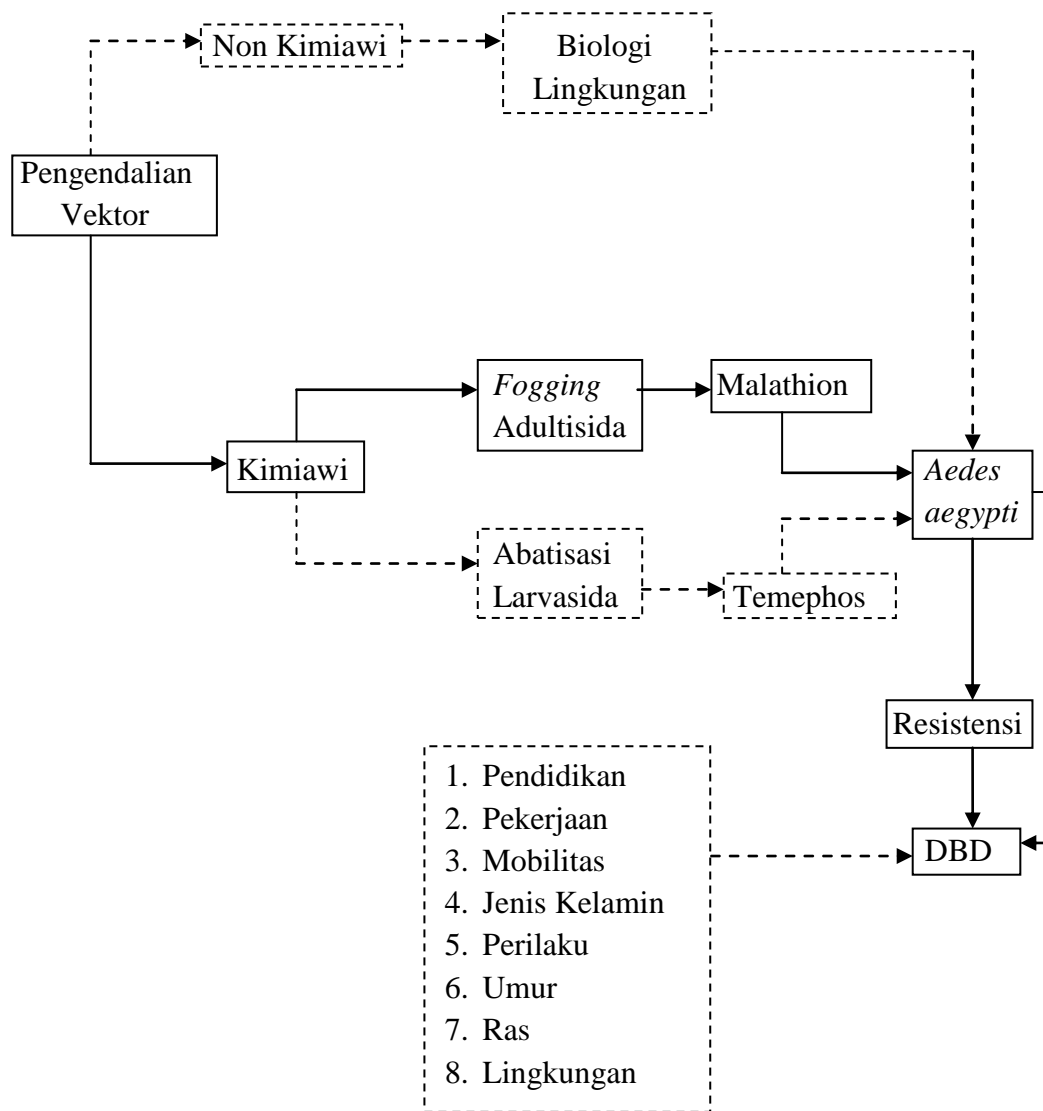 Non Kimiawi
Biologi
Lingkungan
Pengendalian
Vektor
Fogging
Adultisida
Malathion
Kimiawi
Aedes
aegypti
Abatisasi
Larvasida
Temephos
Resistensi
1. Pendidikan
2. Pekerjaan
3. Mobilitas
4. Jenis Kelamin
5. Perilaku
6. Umur
7. Ras
8. Lingkungan
DBD